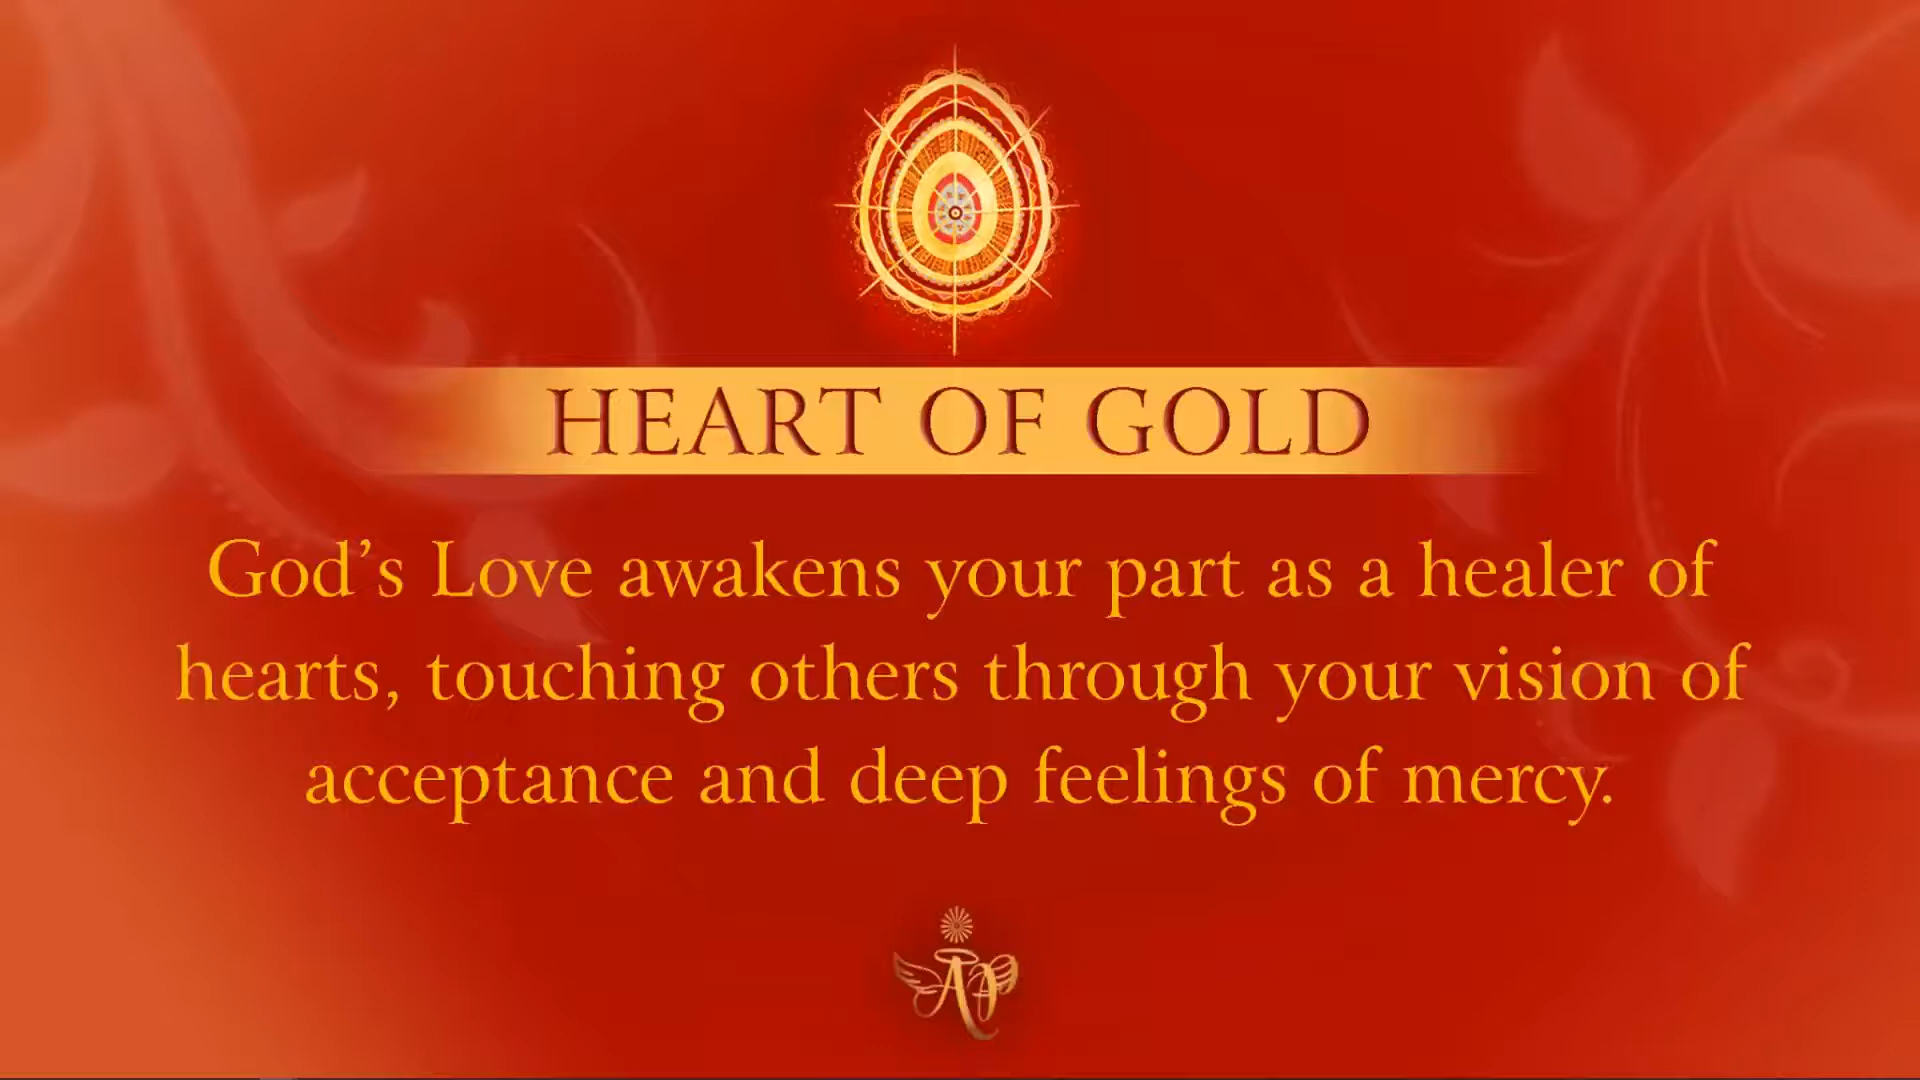 HEART OF GOLD
God’s Love awakens your part as a healer of
hearts, touching others through your vision of
acceptance and deep feelings of mercy.